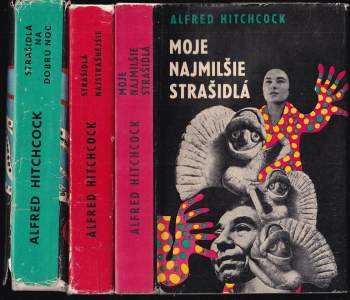 STRAŠIDLÁ
NA
DOBRÚ NOC
ALFRED HITCHCOCK
STRAŠIDLÁ
NAJSTRAŠNEJŠIE
ALFRED HITCHCOCK
MOJE
NAJMILŠIE
STRAŠIDLÁ
ALFRED HITCHCOCK
ALFRED HITCHCOCK
MOJE
NAJMILŠIE
STRAŠIDLÁ